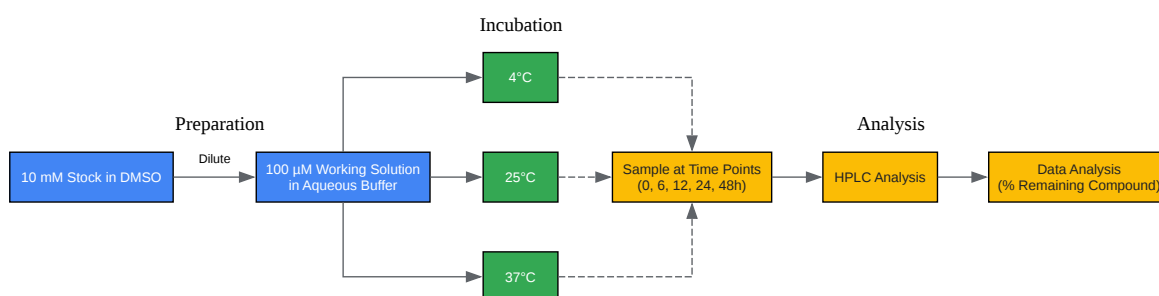 Incubation
4°C
Preparation
Analysis
10 mM Stock in DMSO
Dilute
100 µM Working Solution
in Aqueous Buffer
25°C
Sample at Time Points
(0, 6, 12, 24, 48h)
HPLC Analysis
Data Analysis
(% Remaining Compound)
37°C